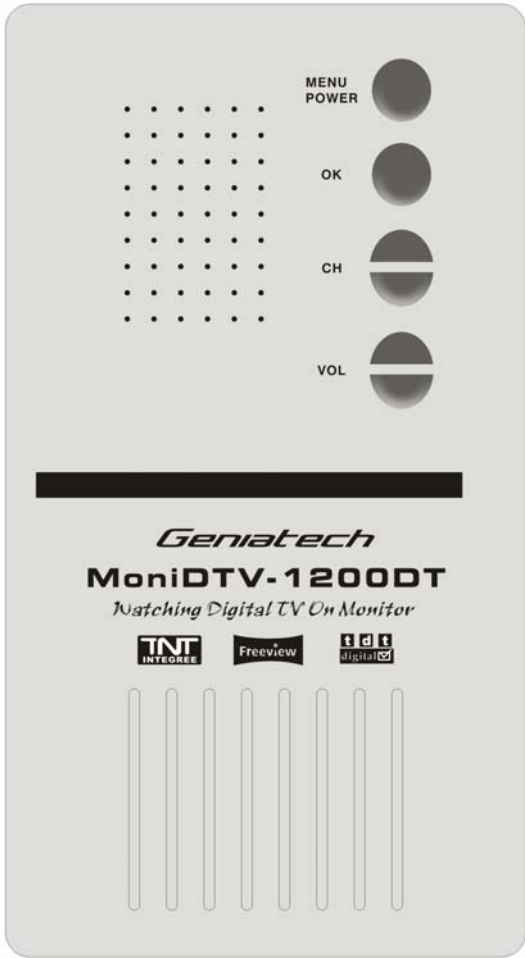 MENU
POWER
OK
CH
VOL
Geniatech
MoniDTV-1200DT
Watching Digital TV On Monitor
TNT
INTEGREE
Freeview
tdt
digital